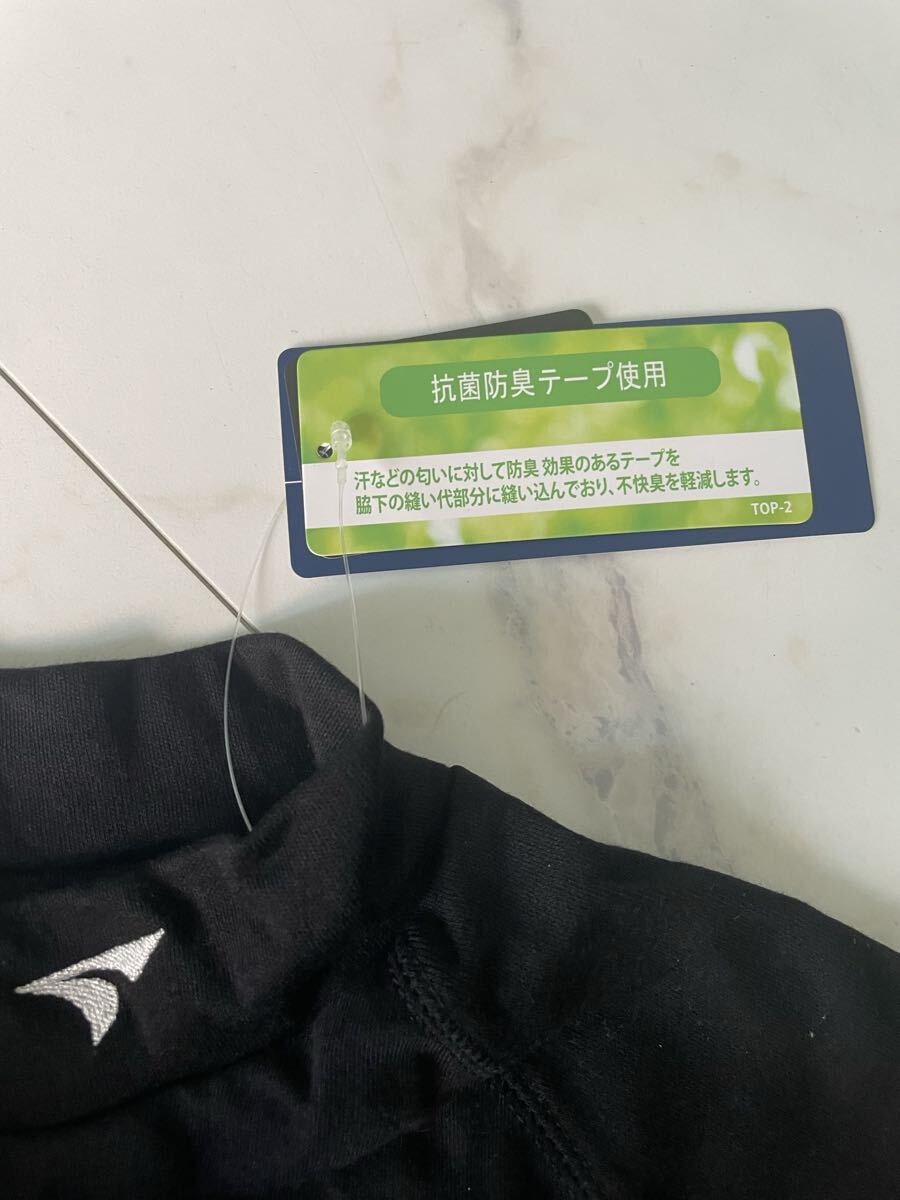 抗菌防臭テープ使用
汗などの匂いに対して防臭 効果のあるテープを
脇下の縫い代部分に縫い込んでおり、不快臭を軽減します。
TOP-2